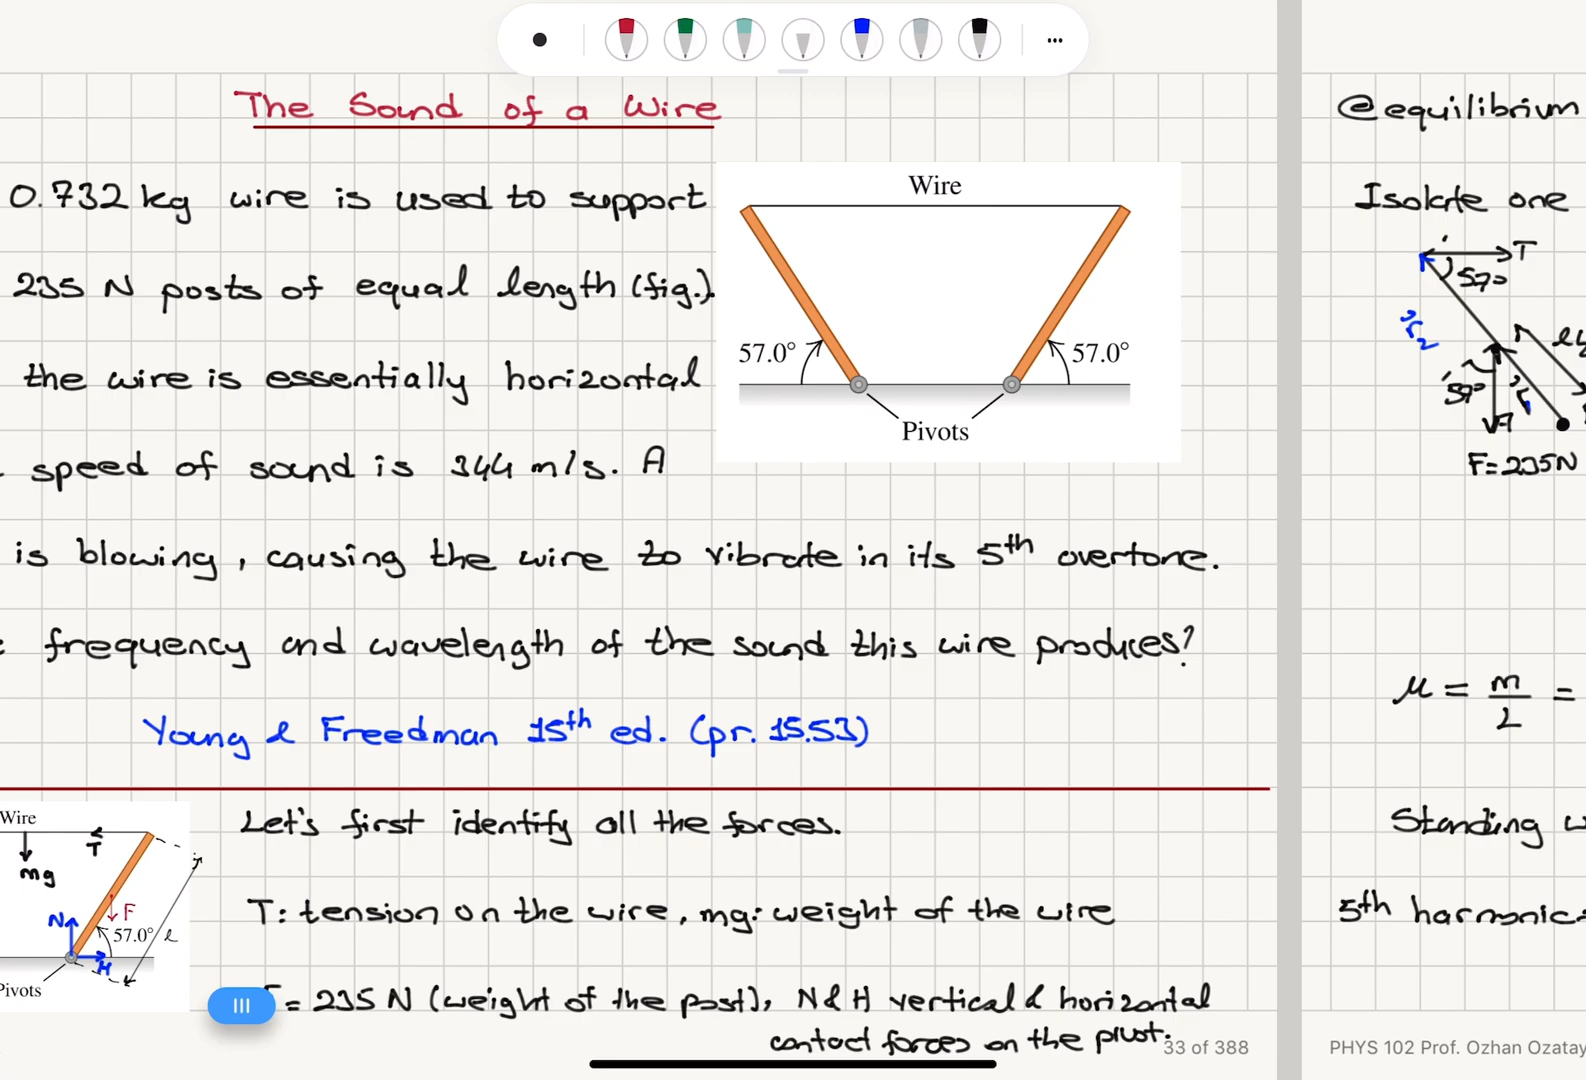 The Sound of a Wire
0.732 kg wire is used to support
235 N posts of equal length (fig.).
the wire is essentially horizontal
speed of sound is 344 m/s. A
is blowing, causing the wire to vibrate in its 5th overtone.
frequency and wavelength of the sound this wire produces?
Young & Freedman 15th ed. (pr. 15.53)
Wire
57.0°
57.0°
Pivots
Wire
T
mg
N
F
57.0°
l
H
Pivots
Let's first identify all the forces.
T: tension on the wire, mg: weight of the wire
= 235 N (weight of the post), N & H vertical & horizontal
contact forces on the pivot.
33 of 388
@equilibrium
Isolate one
T
57°
r2
57°
r1
F=235N
μ = m/L =
Standing
5th harmonic
PHYS 102 Prof. Ozhan Ozatay